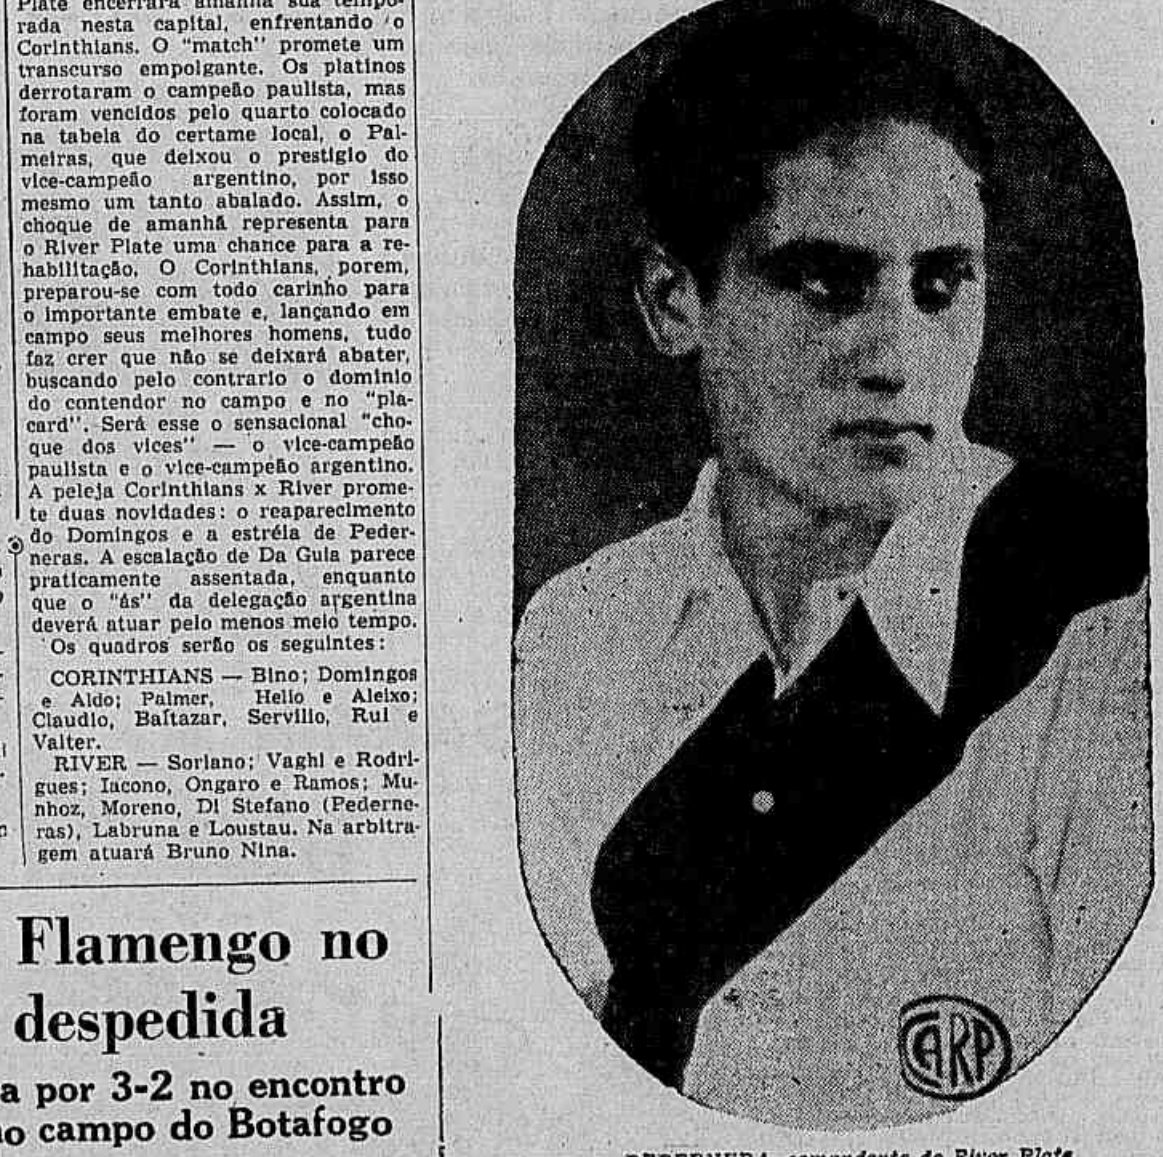 Plate encerrará amanhã sua tempo-
rada nesta capital, enfrentando o
Corinthians. O "match" promete um
transcurso empolgante. Os platinos
derrotaram o campeão paulista, mas
foram vencidos pelo quarto colocado
na tabela do certame local, o Pal-
meiras, que deixou o prestigio do
vice-campeão argentino, por isso
mesmo um tanto abalado. Assim, o
choque de amanhã representa para
o River Plate uma chance para a re-
habilitação. O Corinthians, porem,
preparou-se com todo carinho para
o importante embate e, lançando em
campo seus melhores homens, tudo
faz crer que não se deixará abater,
buscando pelo contrario o dominio
do contendor no campo e no "pla-
card". Será esse o sensacional "cho-
que dos vices" — o vice-campeão
paulista e o vice-campeão argentino.
A peleja Corinthians x River prome-
te duas novidades: o reaparecimento
do Domingos e a estréla de Peder-
neras. A escalação de Da Guia parece
praticamente assentada, enquanto
que o "ás" da delegação argentina
deverá atuar pelo menos meio tempo.
Os quadros serão os seguintes:
CORINTHIANS — Bino; Domingos
e Aldo; Palmer, Helio e Aleixo;
Claudio, Baltazar, Servilio, Rui e
Valter.
RIVER — Soriano; Vaghi e Rodri-
gues; Iacono, Ongaro e Ramos; Mu-
nhoz, Moreno, Di Stefano (Pederne-
ras), Labruna e Loustau. Na arbitra-
gem atuará Bruno Nina.
Flamengo no
despedida
a por 3-2 no encontro
no campo do Botafogo
CARP
PEDERNERA, comandante do River Plate